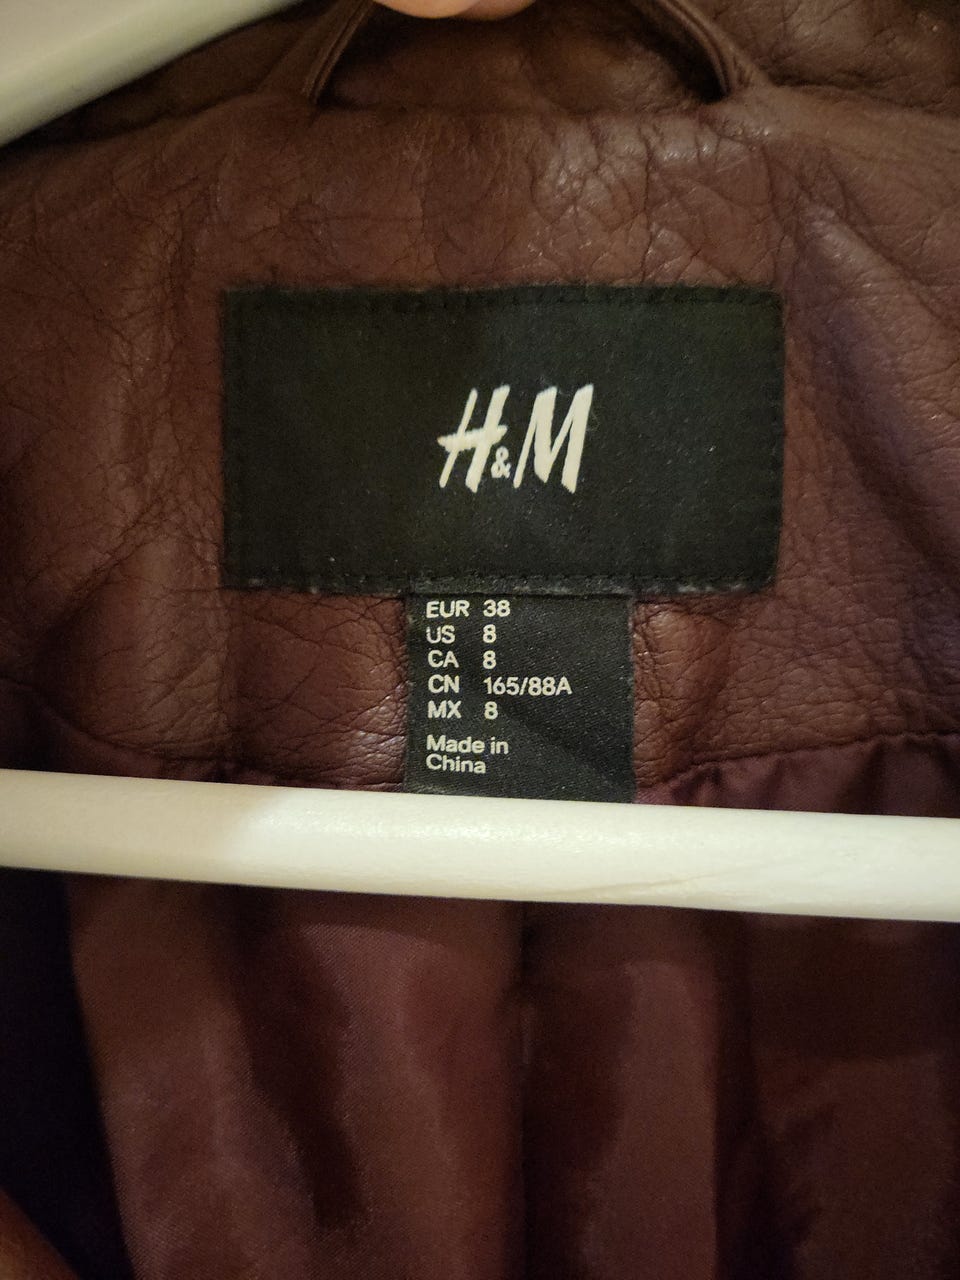 H&M
EUR 38
US 8
CA 8
CN 165/88A
MX 8
Made in
China